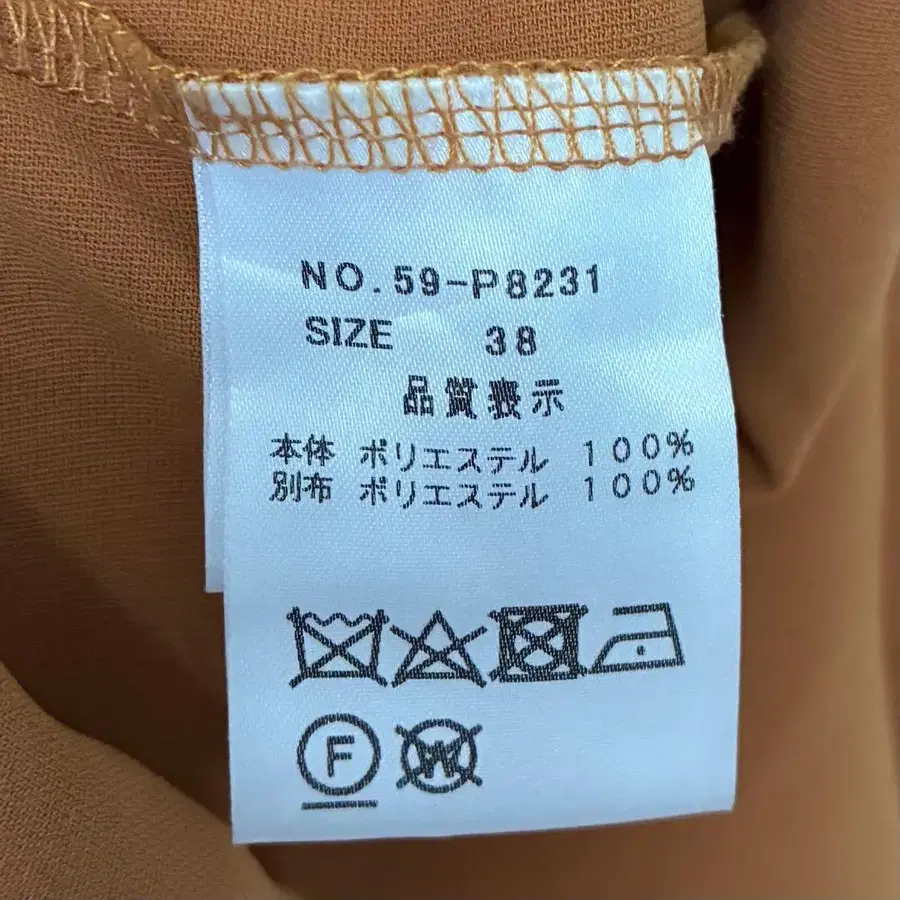 NO.59-P8231
SIZE 38
品質表示
本体 ポリエステル 100%
別布 ポリエステル 100%
F
W